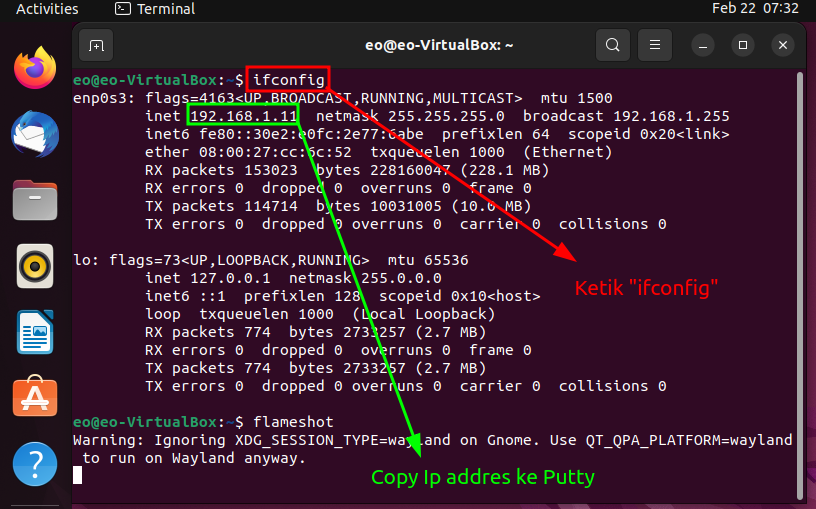 Activities Terminal Feb 22 07:32
eo@eo-VirtualBox: ~
eo@eo-VirtualBox:~$ ifconfig
enp0s3: flags=4163<UP,BROADCAST,RUNNING,MULTICAST> mtu 1500
inet 192.168.1.11 netmask 255.255.255.0 broadcast 192.168.1.255
inet6 fe80::30e2:e0fc:2e77:6abe prefixlen 64 scopeid 0x20<link>
ether 08:00:27:cc:6c:52 txqueuelen 1000 (Ethernet)
RX packets 153023 bytes 228160047 (228.1 MB)
RX errors 0 dropped 0 overruns 0 frame 0
TX packets 114714 bytes 10031005 (10.0 MB)
TX errors 0 dropped 0 overruns 0 carrier 0 collisions 0
lo: flags=73<UP,LOOPBACK,RUNNING> mtu 65536
inet 127.0.0.1 netmask 255.0.0.0
inet6 ::1 prefixlen 128 scopeid 0x10<host>
loop txqueuelen 1000 (Local Loopback)
RX packets 774 bytes 2733257 (2.7 MB)
RX errors 0 dropped 0 overruns 0 frame 0
TX packets 774 bytes 2733257 (2.7 MB)
TX errors 0 dropped 0 overruns 0 carrier 0 collisions 0
Ketik "ifconfig"
eo@eo-VirtualBox:~$ flameshot
Warning: Ignoring XDG_SESSION_TYPE=wayland on Gnome. Use QT_QPA_PLATFORM=wayland
to run on Wayland anyway.
Copy Ip addres ke Putty